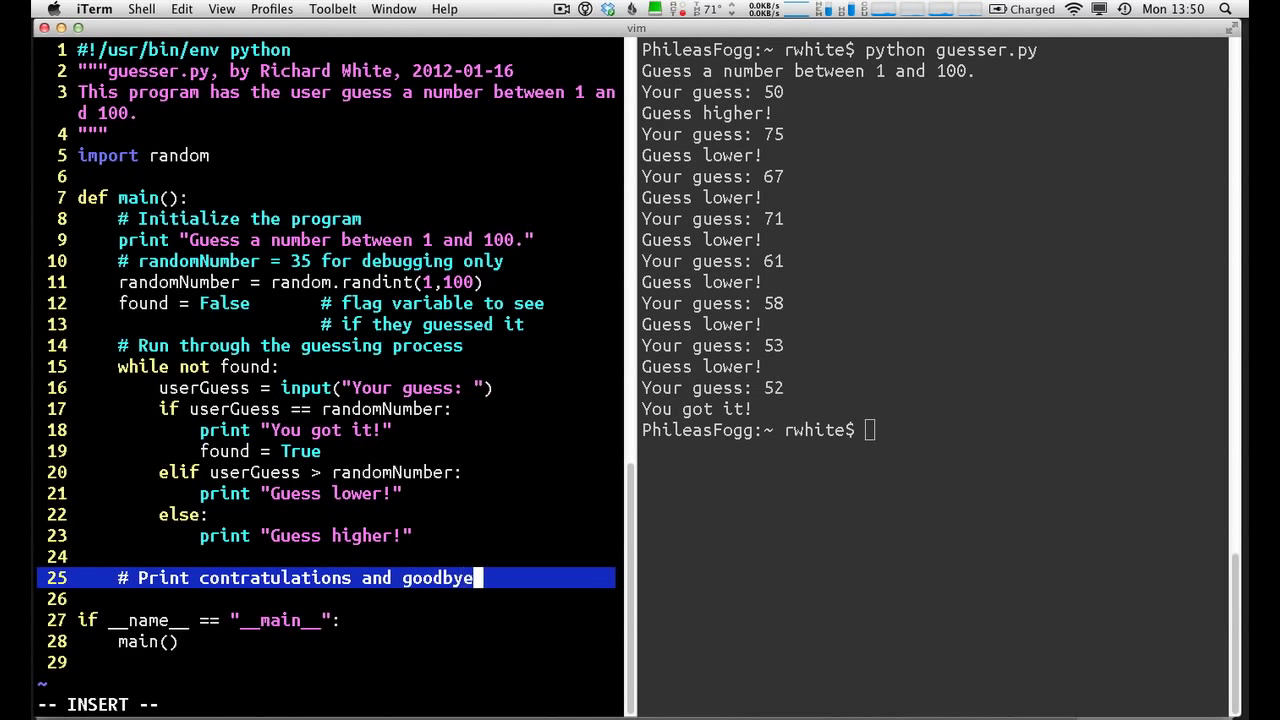 iTerm Shell Edit View Profiles Toolbelt Window Help 71° 0.0KB/s 0.0KB/s Charged Mon 13:50
vim
1 #!/usr/bin/env python
2 """guesser.py, by Richard White, 2012-01-16
3 This program has the user guess a number between 1 an
d 100.
4 """
5 import random
6
7 def main():
8 # Initialize the program
9 print "Guess a number between 1 and 100."
10 # randomNumber = 35 for debugging only
11 randomNumber = random.randint(1,100)
12 found = False # flag variable to see
13 # if they guessed it
14 # Run through the guessing process
15 while not found:
16 userGuess = input("Your guess: ")
17 if userGuess == randomNumber:
18 print "You got it!"
19 found = True
20 elif userGuess > randomNumber:
21 print "Guess lower!"
22 else:
23 print "Guess higher!"
24
25 # Print contratulations and goodbye
26
27 if __name__ == "__main__":
28 main()
29
~
-- INSERT --
PhileasFogg:~ rwhite$ python guesser.py
Guess a number between 1 and 100.
Your guess: 50
Guess higher!
Your guess: 75
Guess lower!
Your guess: 67
Guess lower!
Your guess: 71
Guess lower!
Your guess: 61
Guess lower!
Your guess: 58
Guess lower!
Your guess: 53
Guess lower!
Your guess: 52
You got it!
PhileasFogg:~ rwhite$